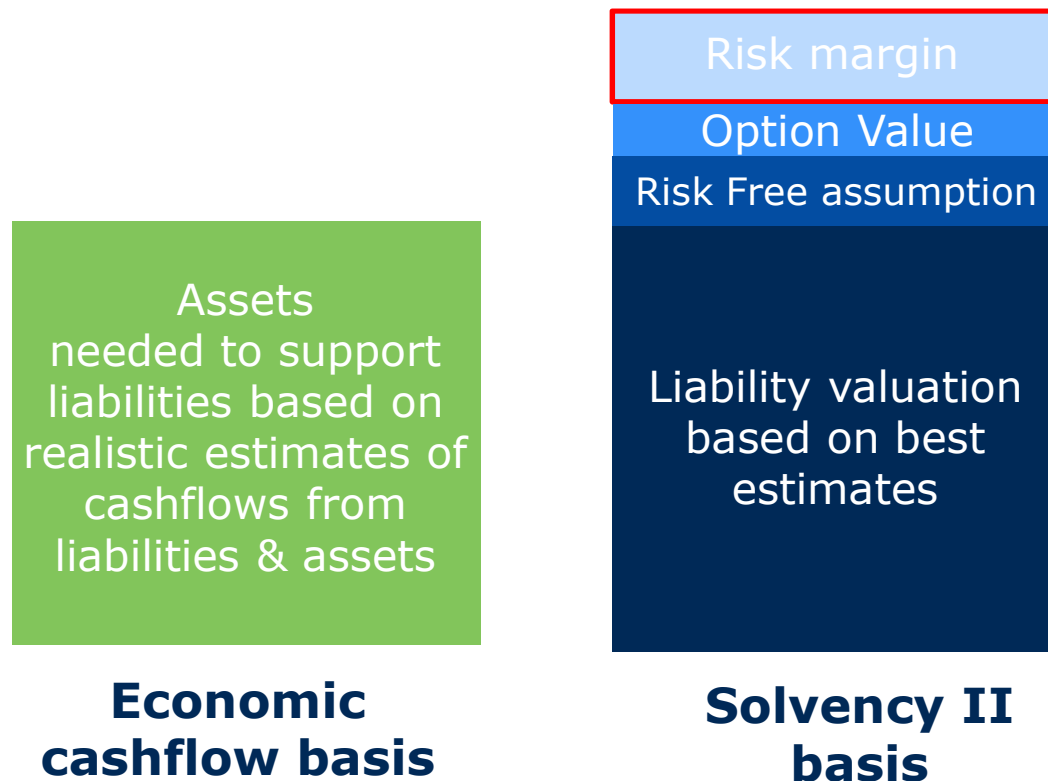 Risk margin
Option Value
Risk Free assumption
Assets
needed to support
liabilities based on
realistic estimates of
cashflows from
liabilities & assets
Liability valuation
based on best
estimates
Economic
cashflow basis
Solvency II
basis